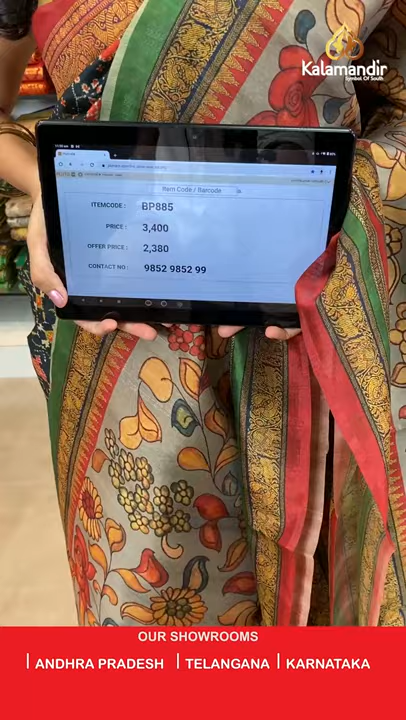 Kalamandir
Symbol Of South
Item Code / Barcode
ITEMCODE : BP885
PRICE : 3,400
OFFER PRICE : 2,380
CONTACT NO : 9852 9852 99
OUR SHOWROOMS
ANDHRA PRADESH | TELANGANA | KARNATAKA